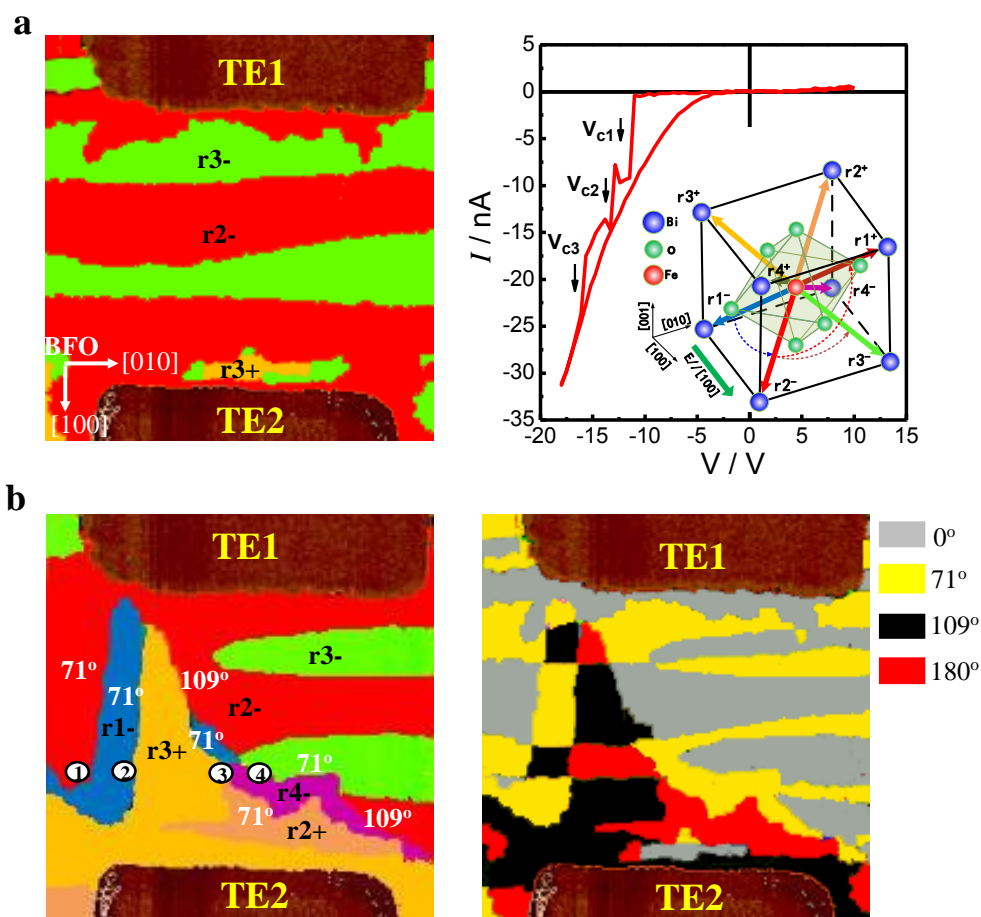 a
TE1
r3-
r2-
BFO
[010]
r3+
[100]
TE2
5
0
-5
-10
-15
-20
-25
-30
-35
I / nA
-20 -15 -10 -5 0 5 10 15
V / V
Vc1
Vc2
Vc3
Bi
O
Fe
r2+
r3+
r1+
r4+
r1−
r4−
r3−
r2−
[001]
[010]
[100]
E//[100]
b
TE1
71º
71º
109º
r3-
r1-
r2-
r3+
71º
71º
1 2 3 4
r4-
71º
r2+
109º
TE2
TE1
TE2
0º
71º
109º
180º